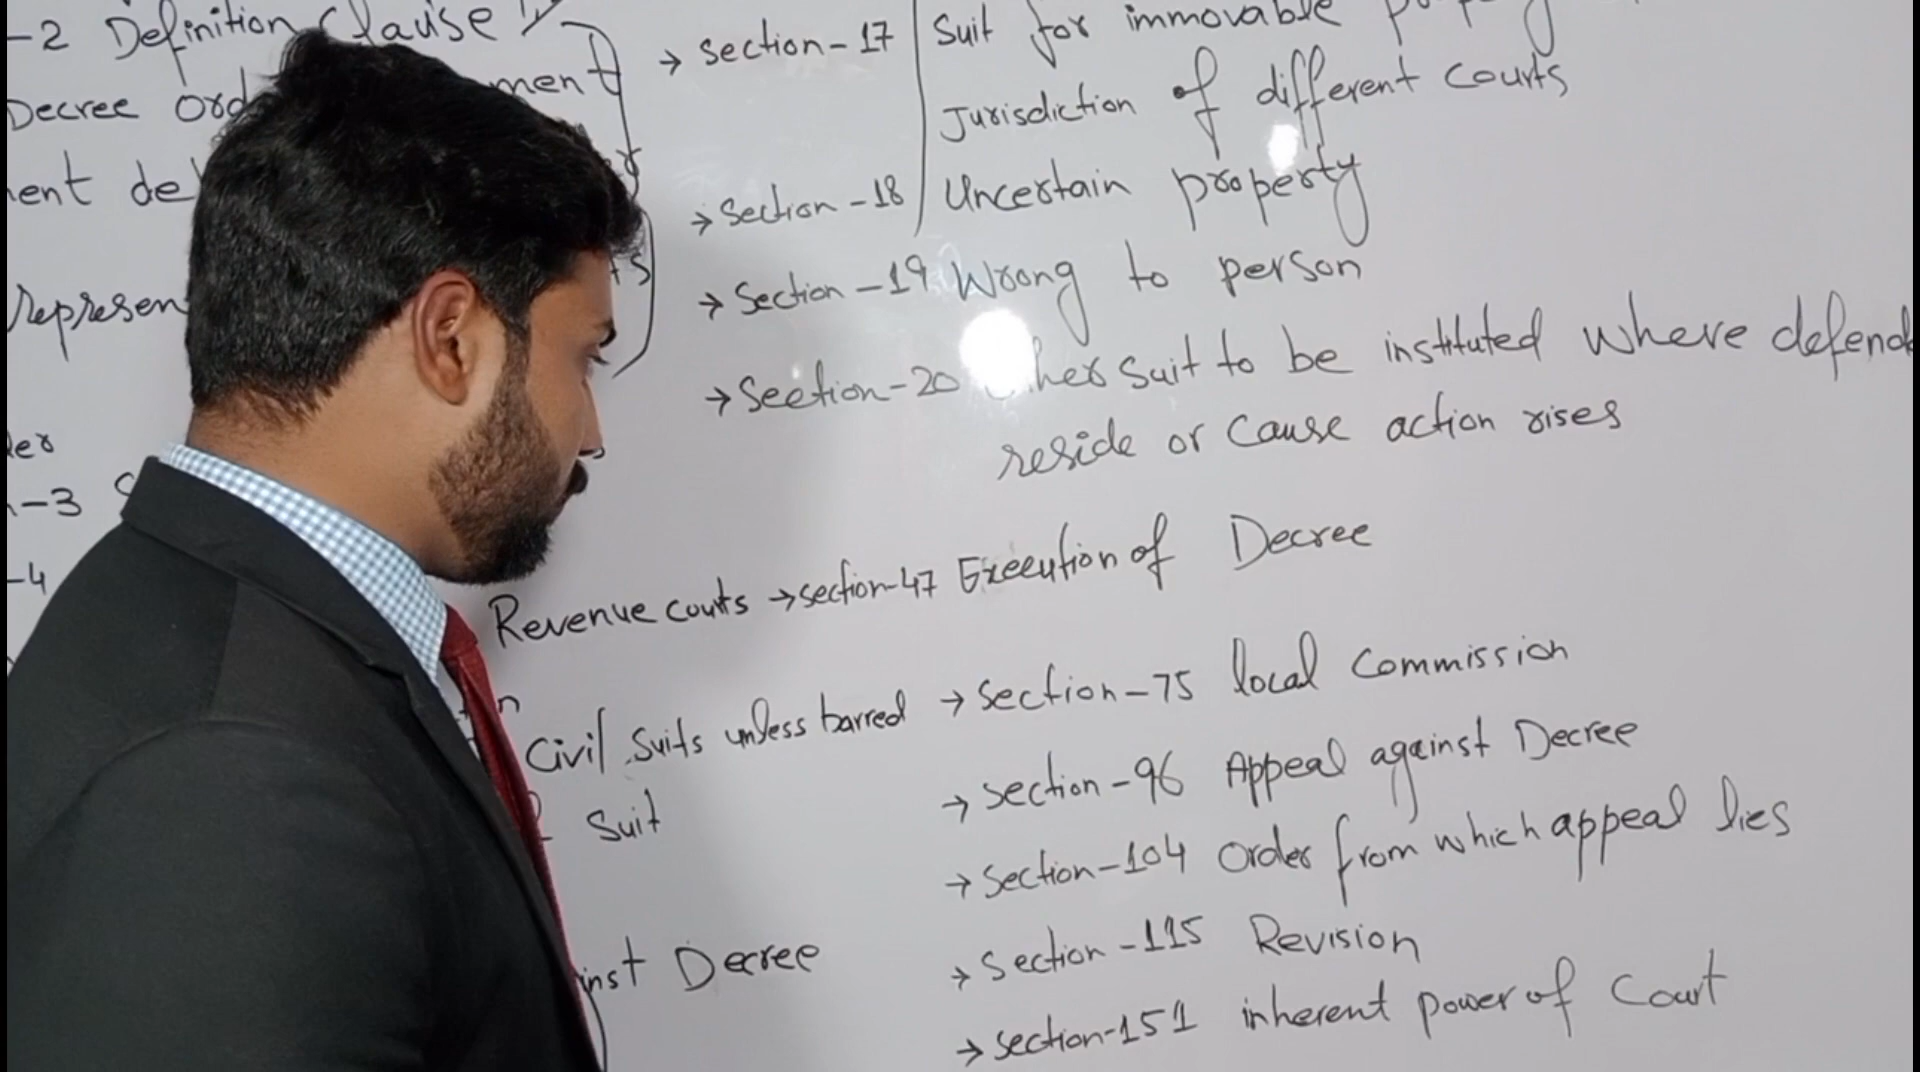 -2 Definition Clause
Decree
ment
ent
represen
-3
-4
Revenue courts
Civil Suits unless barred
Suit
inst Decree
→ Section-17 Suit for immovable
Jurisdiction of different Courts
→ Section-18 Uncertain property
→ Section-19 Wrong to person
→ Section-20 Suit to be instituted where defend
reside or Cause action rises
→ section-47 Execution of Decree
→ Section-75 local Commission
→ Section-96 Appeal against Decree
→ Section-104 Order from which appeal lies
→ Section-115 Revision
→ Section-151 inherent power of Court